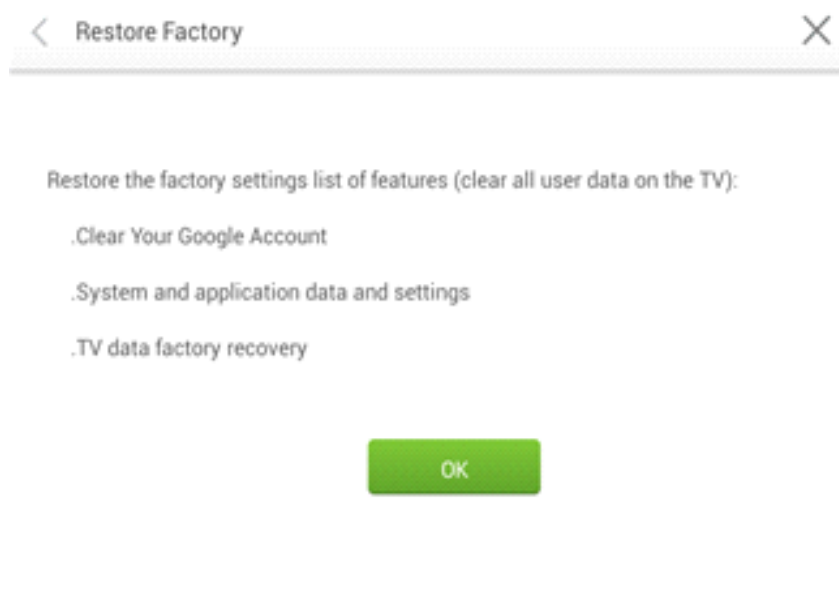 Restore Factory
Restore the factory settings list of features (clear all user data on the TV):
.Clear Your Google Account
.System and application data and settings
.TV data factory recovery
OK